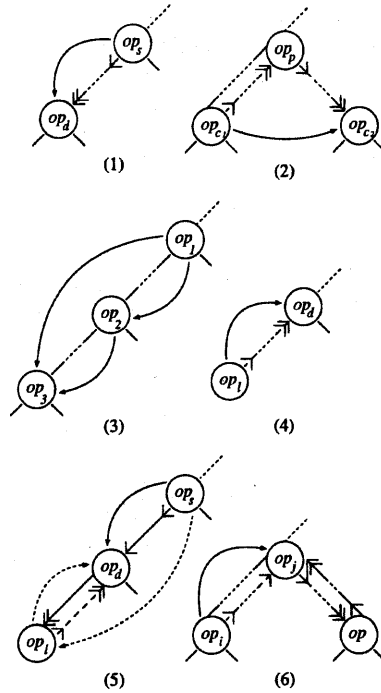 op_s
op_d
(1)
op_p
op_c1
op_c2
(2)
op_1
op_2
op_3
(3)
op_d
op_l
(4)
op_s
op_d
op_l
(5)
op_j
op_i
op
(6)